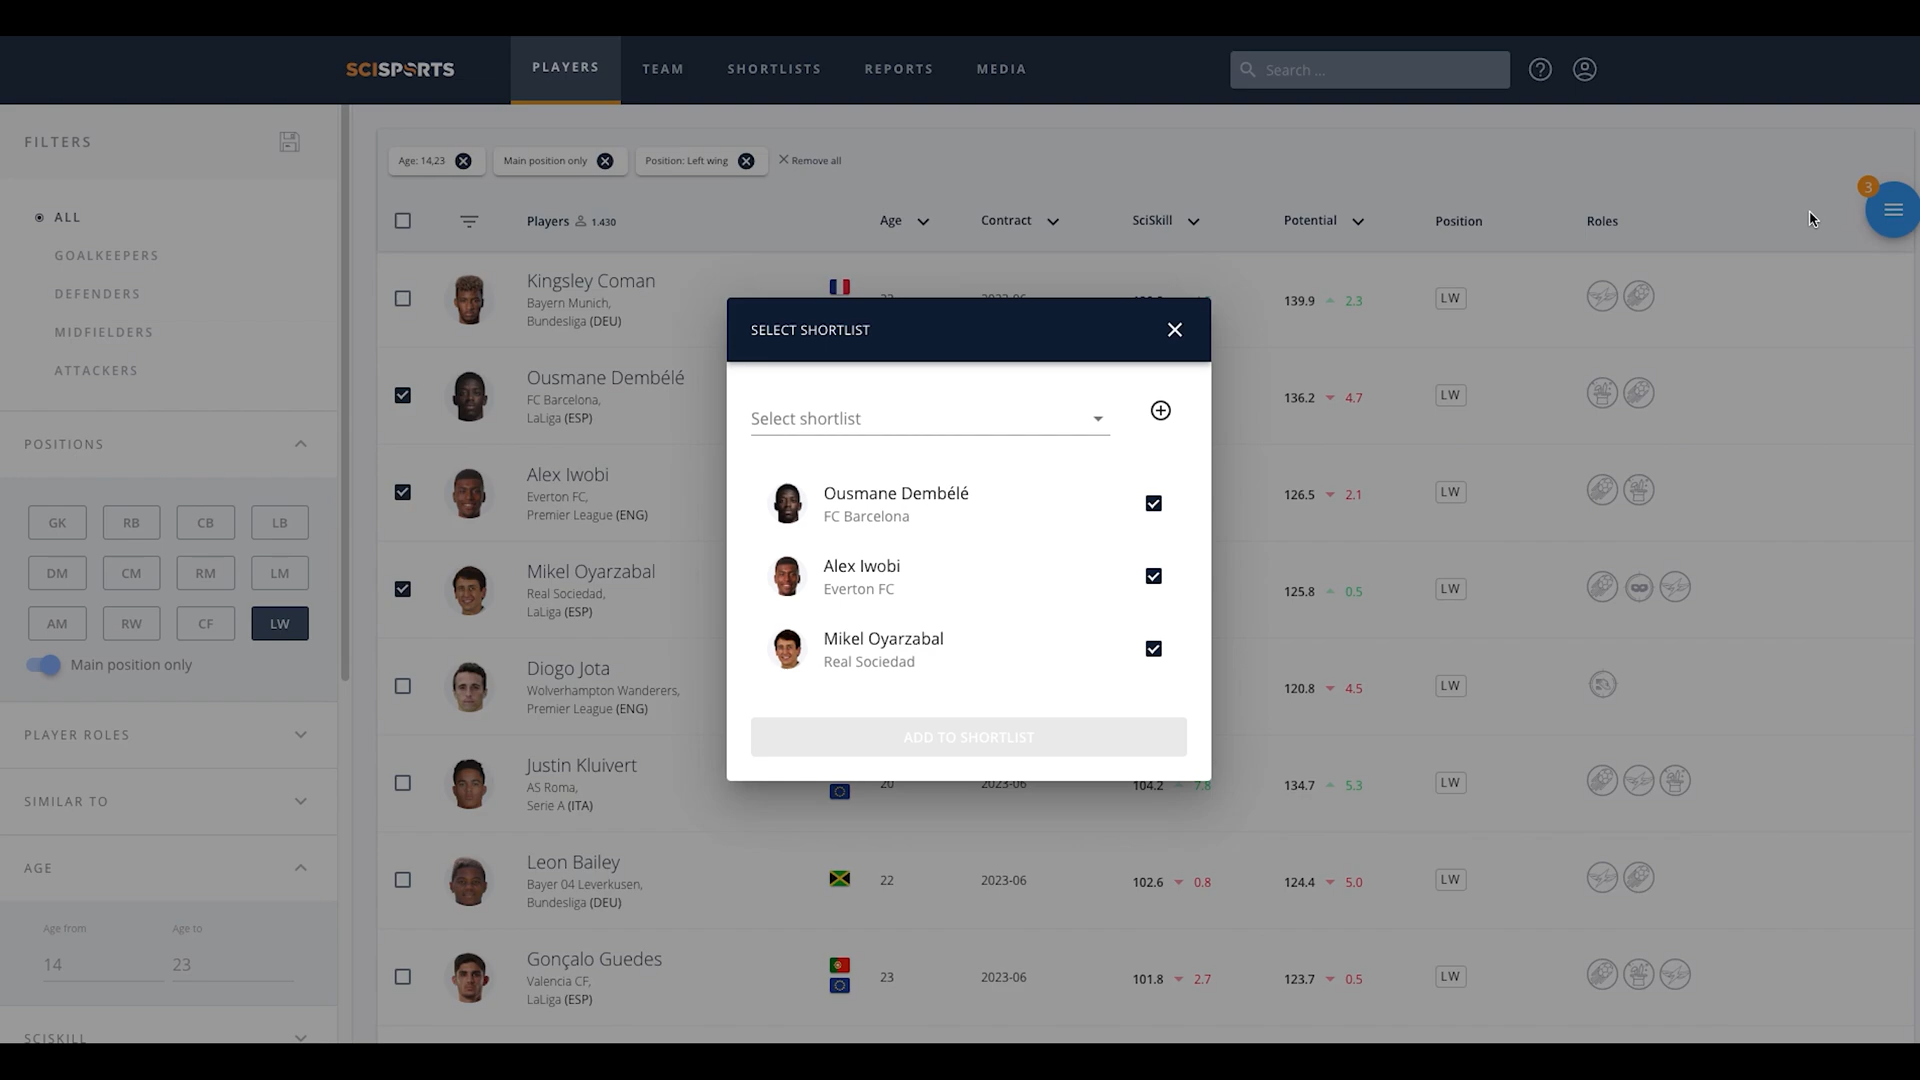 SCISPORTS
PLAYERS
TEAM
SHORTLISTS
REPORTS
MEDIA
Search ...
FILTERS
ALL
GOALKEEPERS
DEFENDERS
MIDFIELDERS
ATTACKERS
POSITIONS
GK RB CB LB
DM CM RM LM
AM RW CF LW
Main position only
PLAYER ROLES
SIMILAR TO
AGE
Age from Age to
14 23
SCISKILL
Age: 14,23
Main position only
Position: Left wing
Remove all
3
Players 1.430 Age Contract SciSkill Potential Position Roles
Kingsley Coman
Bayern Munich,
Bundesliga (DEU)
139.9 2.3 LW
Ousmane Dembélé
FC Barcelona,
LaLiga (ESP)
136.2 4.7 LW
Alex Iwobi
Everton FC,
Premier League (ENG)
126.5 2.1 LW
Mikel Oyarzabal
Real Sociedad,
LaLiga (ESP)
125.8 0.5 LW
Diogo Jota
Wolverhampton Wanderers,
Premier League (ENG)
120.8 4.5 LW
Justin Kluivert
AS Roma,
Serie A (ITA)
20 2023-06 104.2 7.8 134.7 5.3 LW
Leon Bailey
Bayer 04 Leverkusen,
Bundesliga (DEU)
22 2023-06 102.6 0.8 124.4 5.0 LW
Gonçalo Guedes
Valencia CF,
LaLiga (ESP)
23 2023-06 101.8 2.7 123.7 0.5 LW
SELECT SHORTLIST
Select shortlist
Ousmane Dembélé
FC Barcelona
Alex Iwobi
Everton FC
Mikel Oyarzabal
Real Sociedad
ADD TO SHORTLIST